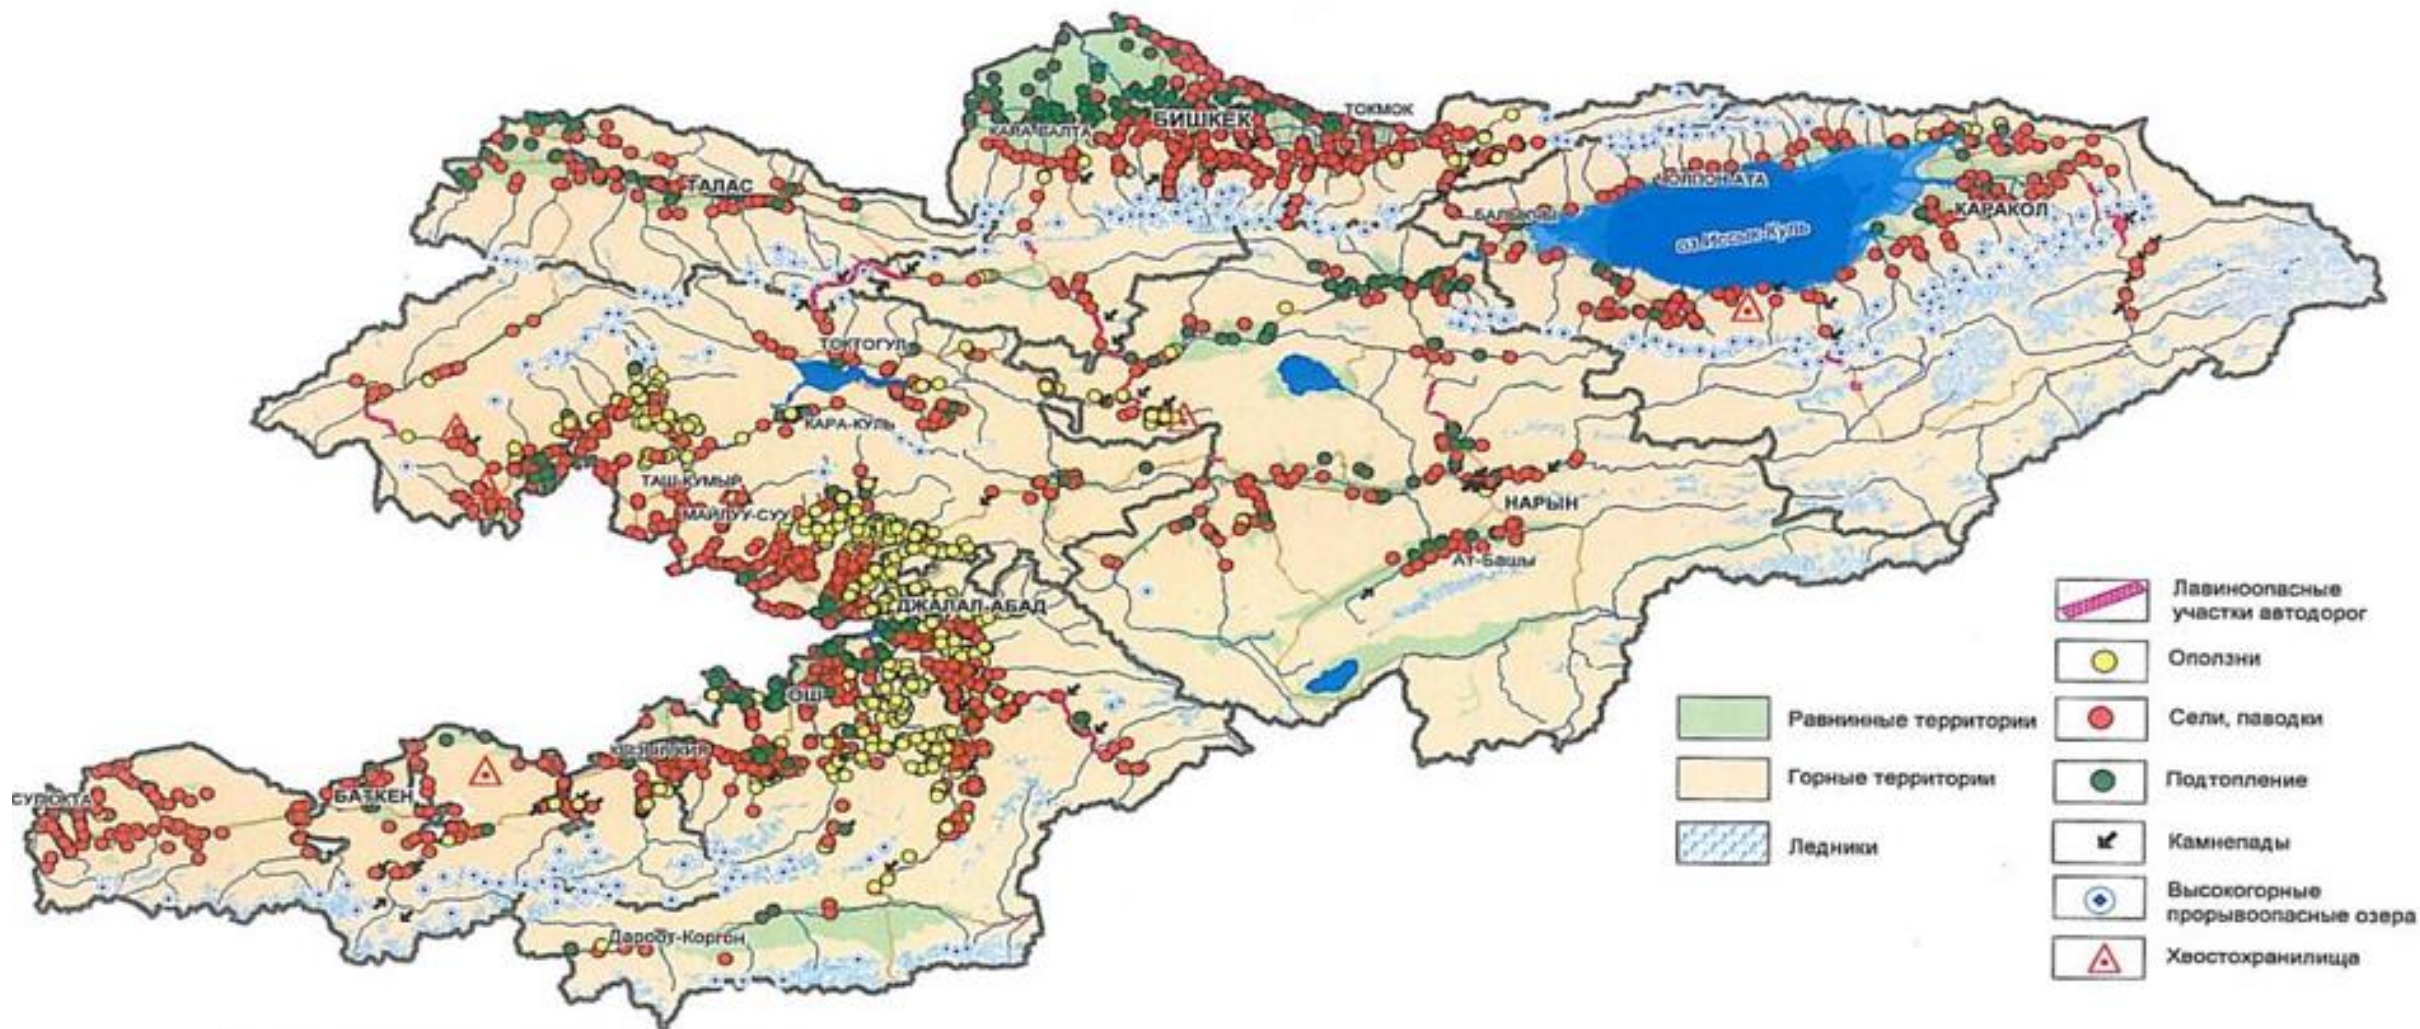 ТОКМОК
БИШКЕК
КАРА-БАЛТА
ТАЛАС
ЧОЛПОН-АТА
БАЛЫКЧЫ
КАРАКОЛ
оз.Иссык-Куль
ТОКТОГУЛ
КАРА-КУЛЬ
ТАШ-КУМЫР
МАЙЛУУ-СУУ
НАРЫН
Ат-Башы
ДЖАЛАЛ-АБАД
ОШ
БАТКЕН
СУЛЮКТА
Дароот-Коргон
Равнинные территории
Горные территории
Ледники
Лавиноопасные
участки автодорог
Оползни
Сели, паводки
Подтопление
Камнепады
Высокогорные
прорывоопасные озера
Хвостохранилища